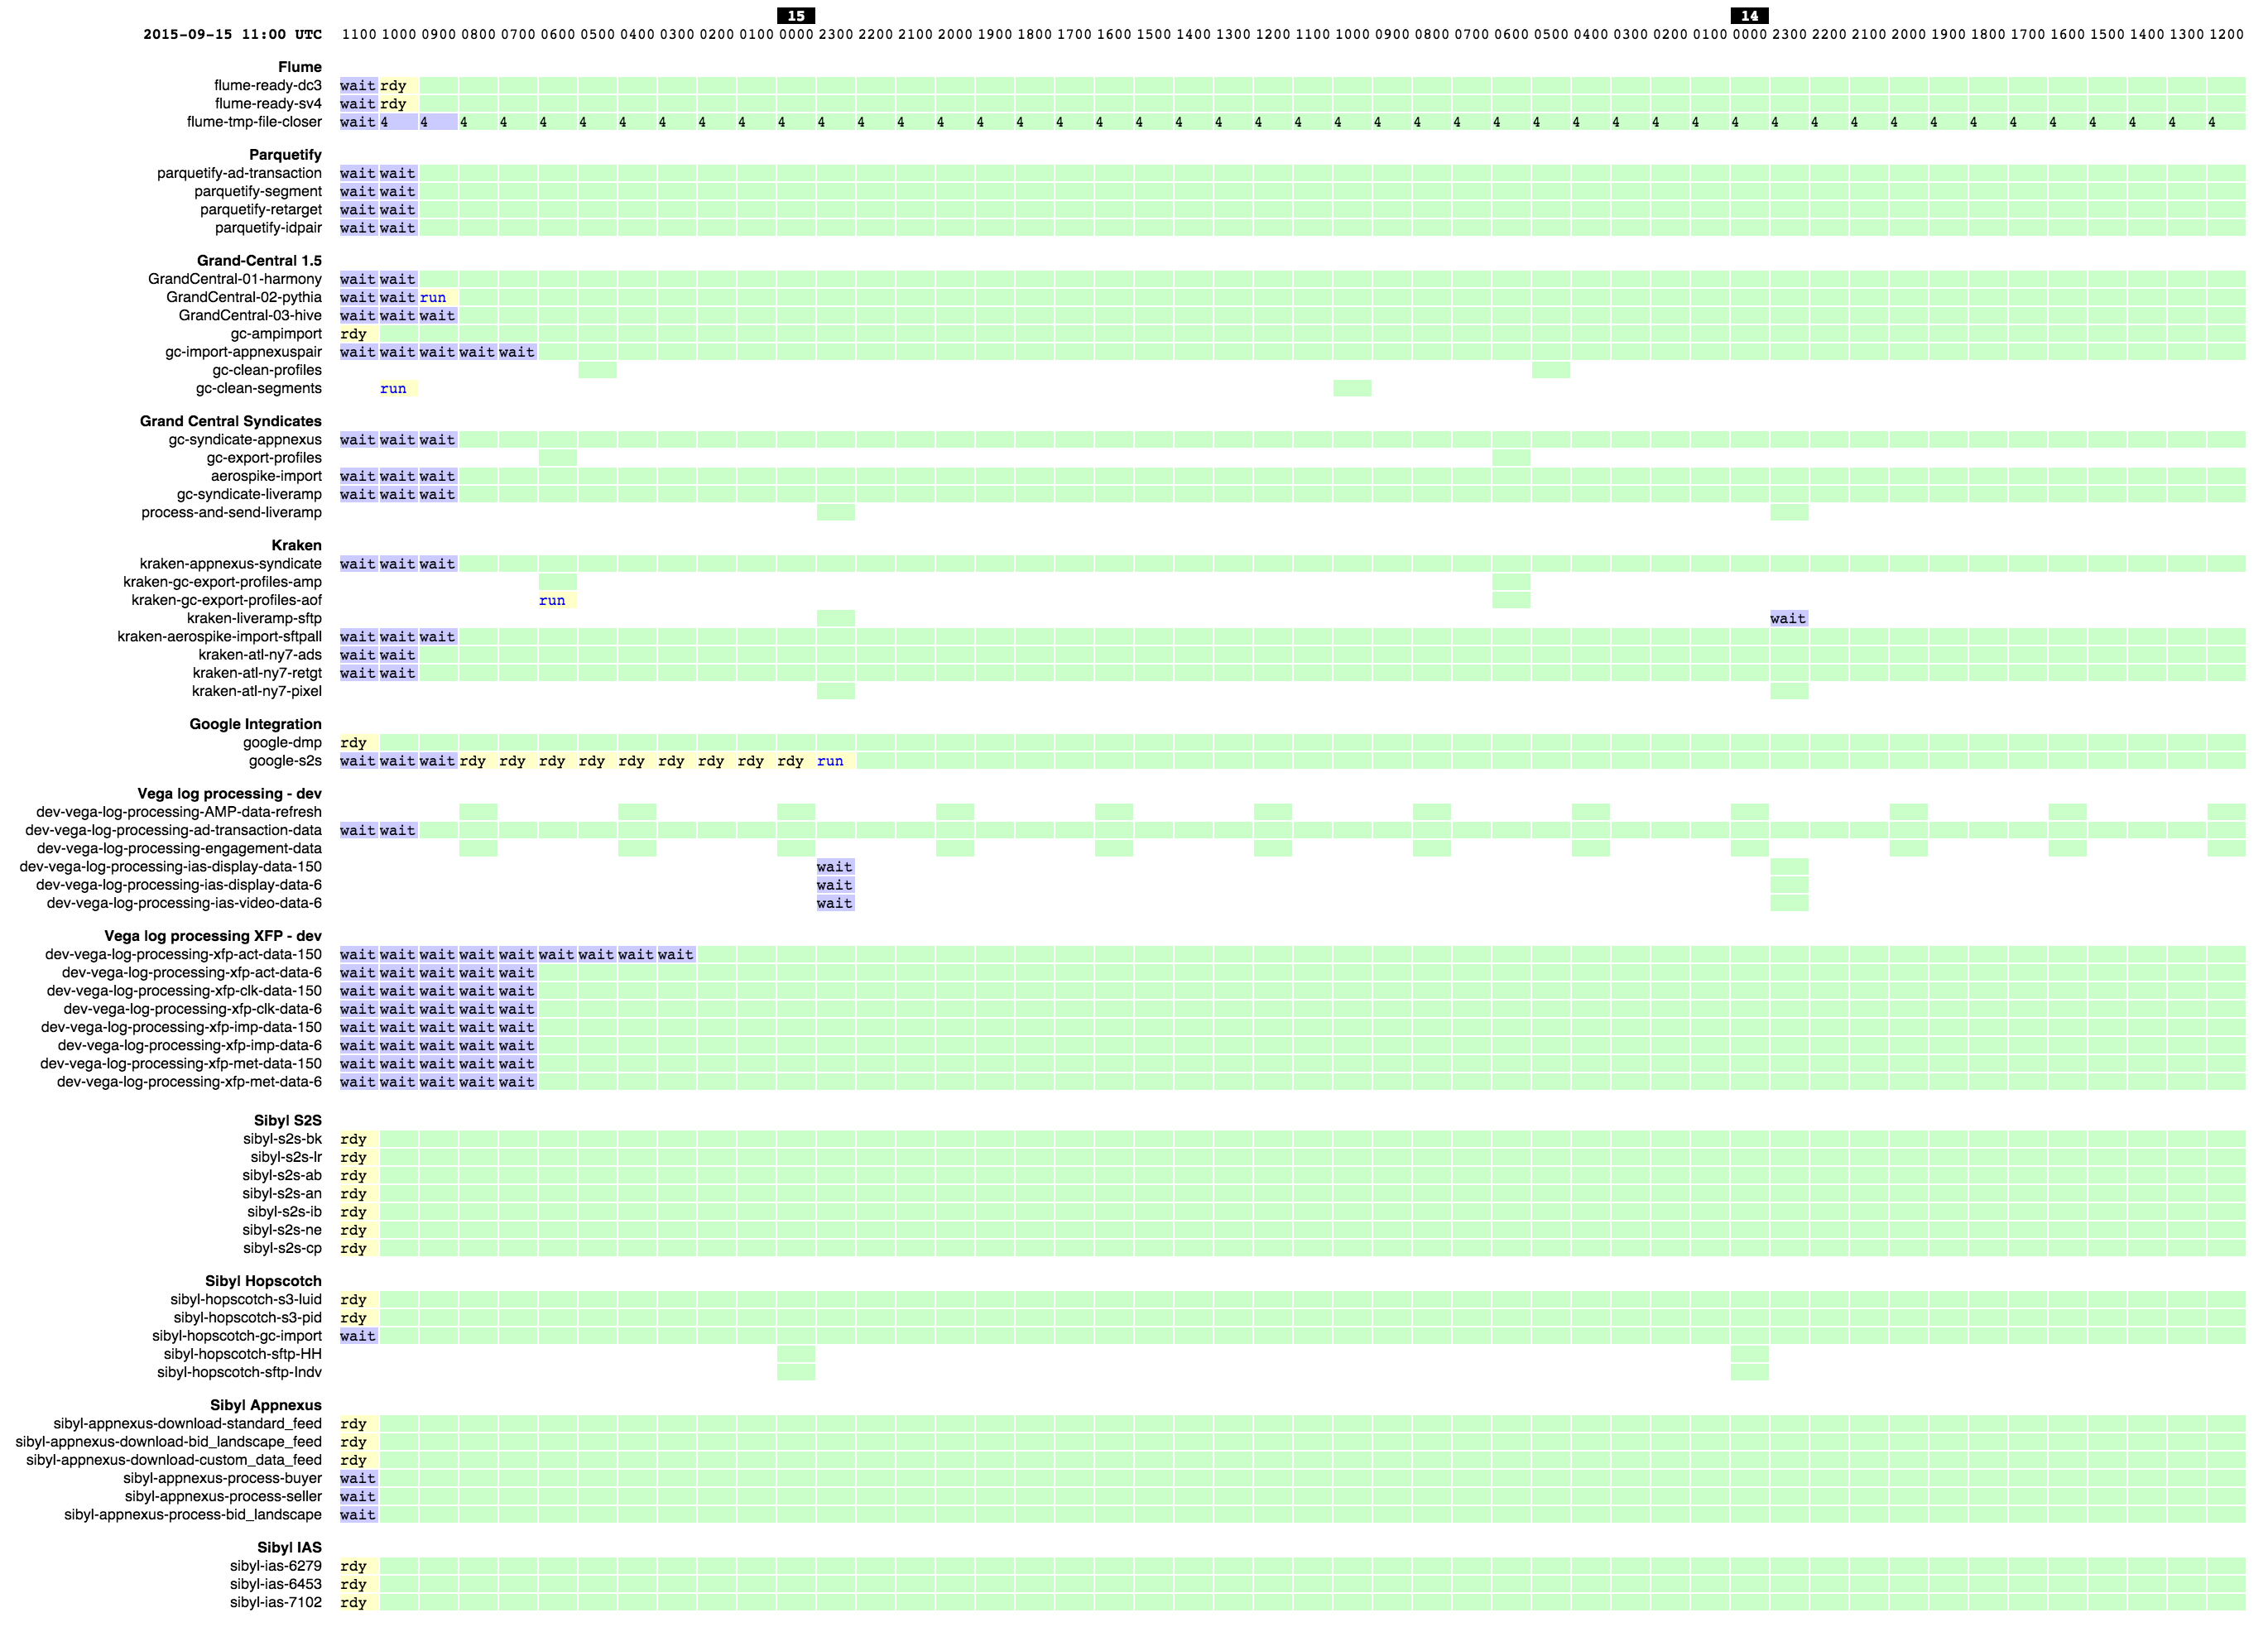 15 14
2015-09-15 11:00 UTC 1100 1000 0900 0800 0700 0600 0500 0400 0300 0200 0100 0000 2300 2200 2100 2000 1900 1800 1700 1600 1500 1400 1300 1200 1100 1000 0900 0800 0700 0600 0500 0400 0300 0200 0100 0000 2300 2200 2100 2000 1900 1800 1700 1600 1500 1400 1300 1200
Flume
flume-ready-dc3 wait rdy
flume-ready-sv4 wait rdy
flume-tmp-file-closer wait 4 4 4 4 4 4 4 4 4 4 4 4 4 4 4 4 4 4 4 4 4 4 4 4 4 4 4 4 4 4 4 4 4 4 4 4 4 4 4 4 4 4 4 4 4 4 4
Parquetify
parquetify-ad-transaction wait wait
parquetify-segment wait wait
parquetify-retarget wait wait
parquetify-idpair wait wait
Grand-Central 1.5
GrandCentral-01-harmony wait wait
GrandCentral-02-pythia wait wait run
GrandCentral-03-hive wait wait wait
gc-ampimport rdy
gc-import-appnexuspair wait wait wait wait wait
gc-clean-profiles
gc-clean-segments run
Grand Central Syndicates
gc-syndicate-appnexus wait wait wait
gc-export-profiles
aerospike-import wait wait wait
gc-syndicate-liveramp wait wait wait
process-and-send-liveramp
Kraken
kraken-appnexus-syndicate wait wait wait
kraken-gc-export-profiles-amp
kraken-gc-export-profiles-aof run
kraken-liveramp-sftp wait
kraken-aerospike-import-sftpall wait wait wait
kraken-atl-ny7-ads wait wait
kraken-atl-ny7-retgt wait wait
kraken-atl-ny7-pixel
Google Integration
google-dmp rdy
google-s2s wait wait wait rdy rdy rdy rdy rdy rdy rdy rdy rdy run
Vega log processing - dev
dev-vega-log-processing-AMP-data-refresh
dev-vega-log-processing-ad-transaction-data wait wait
dev-vega-log-processing-engagement-data
dev-vega-log-processing-ias-display-data-150 wait
dev-vega-log-processing-ias-display-data-6 wait
dev-vega-log-processing-ias-video-data-6 wait
Vega log processing XFP - dev
dev-vega-log-processing-xfp-act-data-150 wait wait wait wait wait wait wait wait wait
dev-vega-log-processing-xfp-act-data-6 wait wait wait wait wait
dev-vega-log-processing-xfp-clk-data-150 wait wait wait wait wait
dev-vega-log-processing-xfp-clk-data-6 wait wait wait wait wait
dev-vega-log-processing-xfp-imp-data-150 wait wait wait wait wait
dev-vega-log-processing-xfp-imp-data-6 wait wait wait wait wait
dev-vega-log-processing-xfp-met-data-150 wait wait wait wait wait
dev-vega-log-processing-xfp-met-data-6 wait wait wait wait wait
Sibyl S2S
sibyl-s2s-bk rdy
sibyl-s2s-lr rdy
sibyl-s2s-ab rdy
sibyl-s2s-an rdy
sibyl-s2s-ib rdy
sibyl-s2s-ne rdy
sibyl-s2s-cp rdy
Sibyl Hopscotch
sibyl-hopscotch-s3-luid rdy
sibyl-hopscotch-s3-pid rdy
sibyl-hopscotch-gc-import wait
sibyl-hopscotch-sftp-HH
sibyl-hopscotch-sftp-Indv
Sibyl Appnexus
sibyl-appnexus-download-standard_feed rdy
sibyl-appnexus-download-bid_landscape_feed rdy
sibyl-appnexus-download-custom_data_feed rdy
sibyl-appnexus-process-buyer wait
sibyl-appnexus-process-seller wait
sibyl-appnexus-process-bid_landscape wait
Sibyl IAS
sibyl-ias-6279 rdy
sibyl-ias-6453 rdy
sibyl-ias-7102 rdy